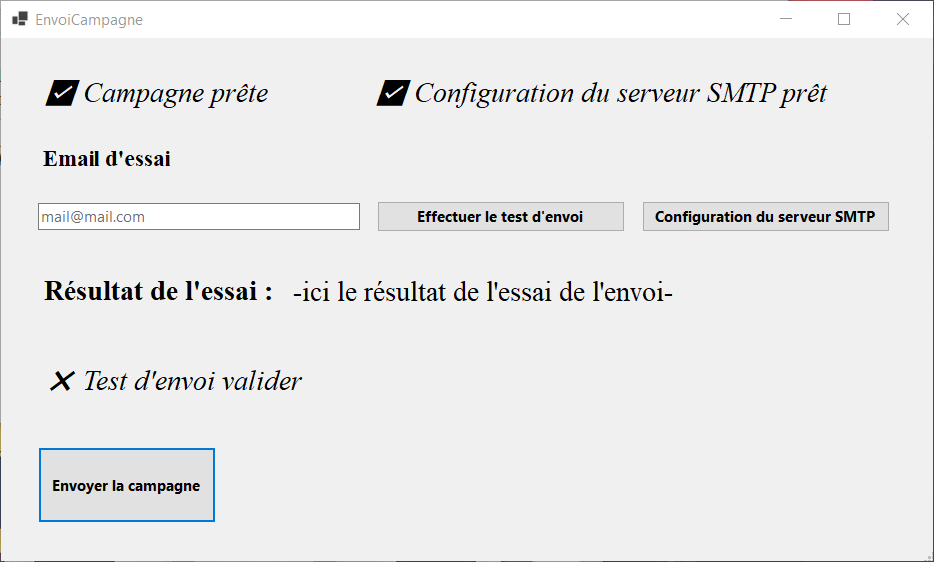 EnvoiCampagne
☑ Campagne prête ☑ Configuration du serveur SMTP prêt
Email d'essai
mail@mail.com Effectuer le test d'envoi Configuration du serveur SMTP
Résultat de l'essai : -ici le résultat de l'essai de l'envoi-
✕ Test d'envoi valider
Envoyer la campagne